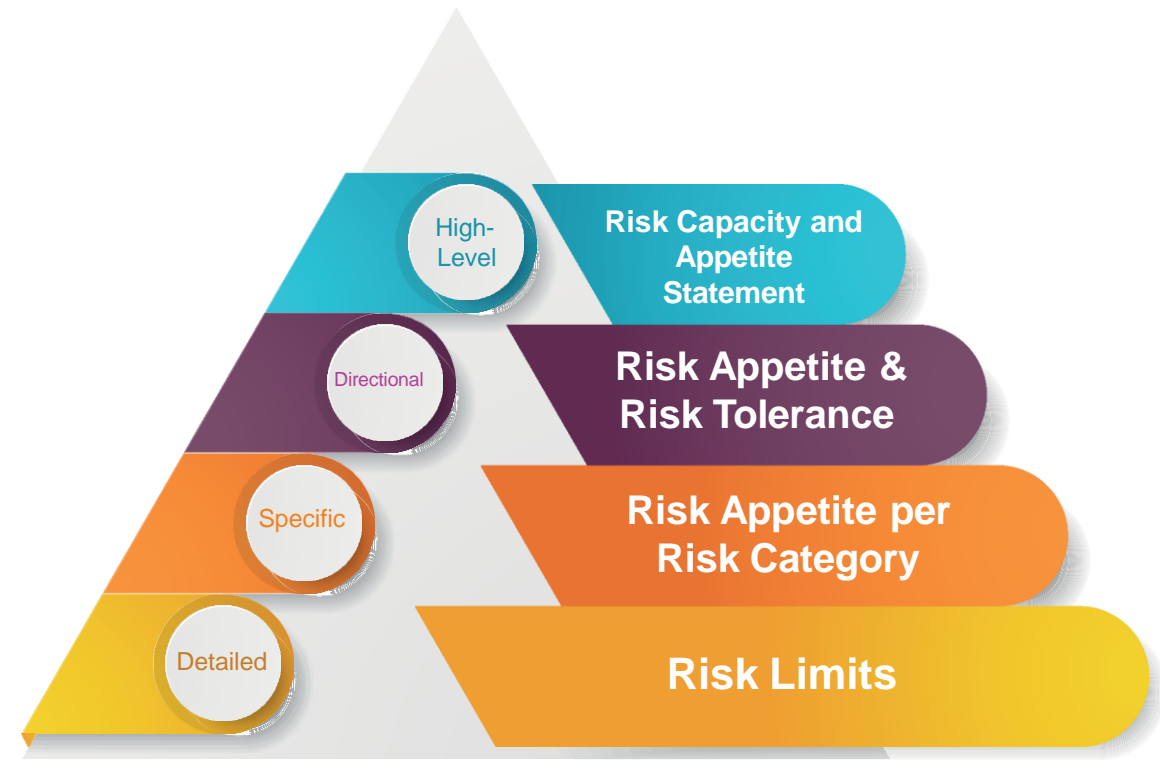 High-
Level
Risk Capacity and
Appetite
Statement
Directional
Risk Appetite &
Risk Tolerance
Specific
Risk Appetite per
Risk Category
Detailed
Risk Limits